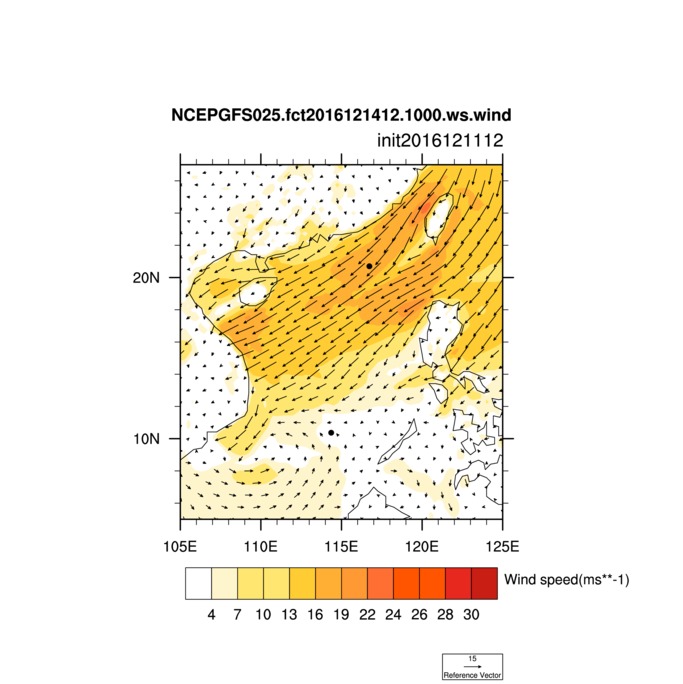 NCEPGFS025.fct2016121412.1000.ws.wind
init2016121112
20N
10N
105E 110E 115E 120E 125E
Wind speed(ms**-1)
4 7 10 13 16 19 22 24 26 28 30
15
Reference Vector